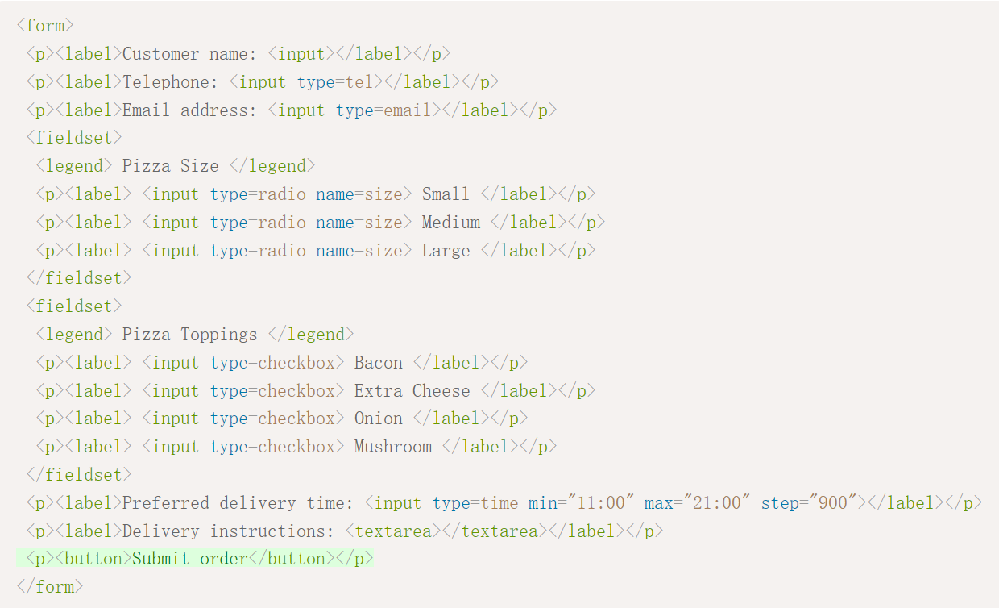 <form>
 <p><label>Customer name: <input></label></p>
 <p><label>Telephone: <input type=tel></label></p>
 <p><label>Email address: <input type=email></label></p>
 <fieldset>
  <legend> Pizza Size </legend>
  <p><label> <input type=radio name=size> Small </label></p>
  <p><label> <input type=radio name=size> Medium </label></p>
  <p><label> <input type=radio name=size> Large </label></p>
 </fieldset>
 <fieldset>
  <legend> Pizza Toppings </legend>
  <p><label> <input type=checkbox> Bacon </label></p>
  <p><label> <input type=checkbox> Extra Cheese </label></p>
  <p><label> <input type=checkbox> Onion </label></p>
  <p><label> <input type=checkbox> Mushroom </label></p>
 </fieldset>
 <p><label>Preferred delivery time: <input type=time min="11:00" max="21:00" step="900"></label></p>
 <p><label>Delivery instructions: <textarea></textarea></label></p>
 <p><button>Submit order</button></p>
</form>